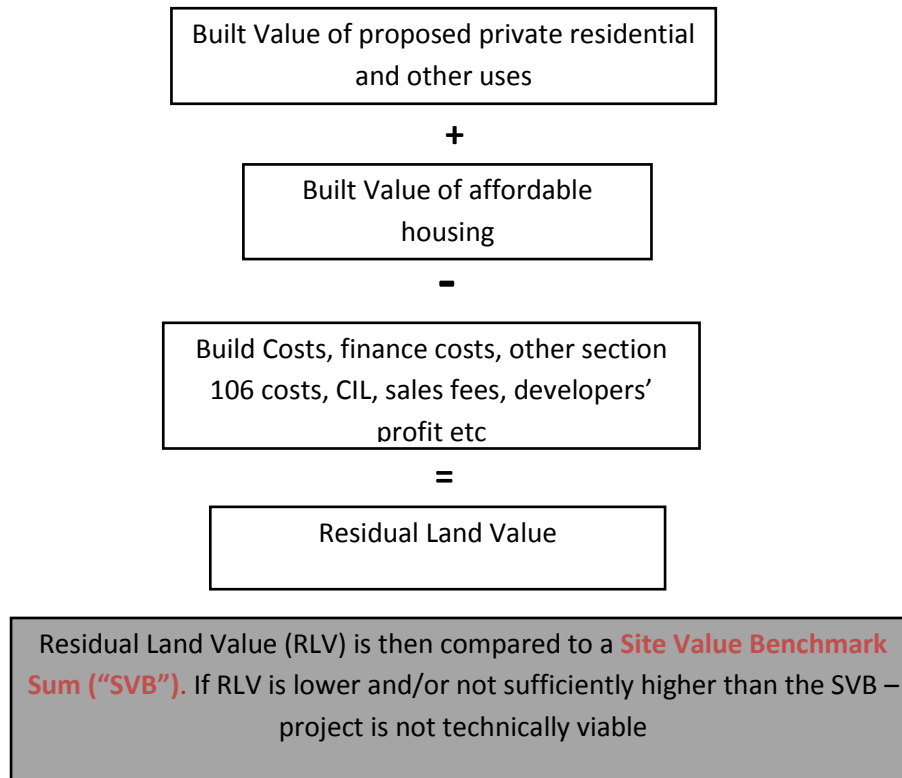 Built Value of proposed private residential
and other uses
+
Built Value of affordable
housing
-
Build Costs, finance costs, other section
106 costs, CIL, sales fees, developers’
profit etc
=
Residual Land Value
Residual Land Value (RLV) is then compared to a Site Value Benchmark
Sum (“SVB”). If RLV is lower and/or not sufficiently higher than the SVB –
project is not technically viable